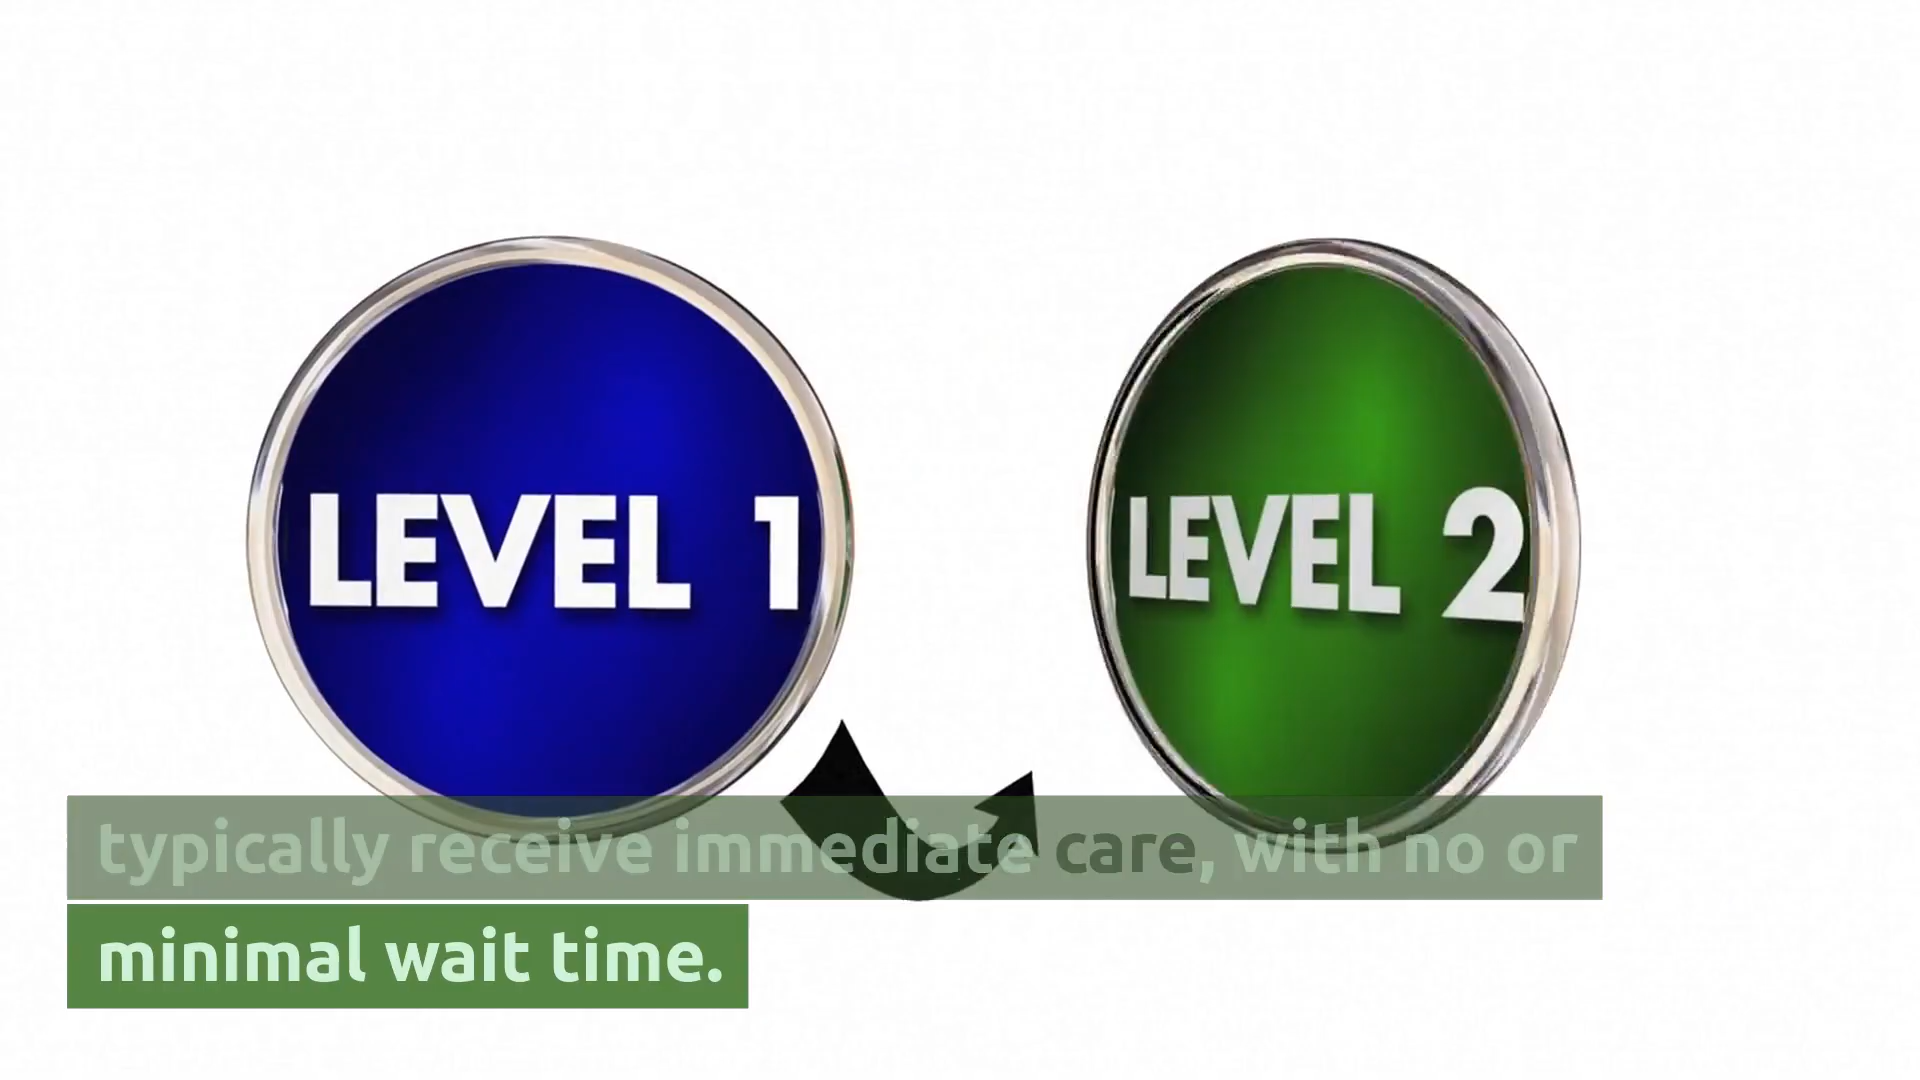 LEVEL 1
LEVEL 2
typically receive immediate care, with no or
minimal wait time.